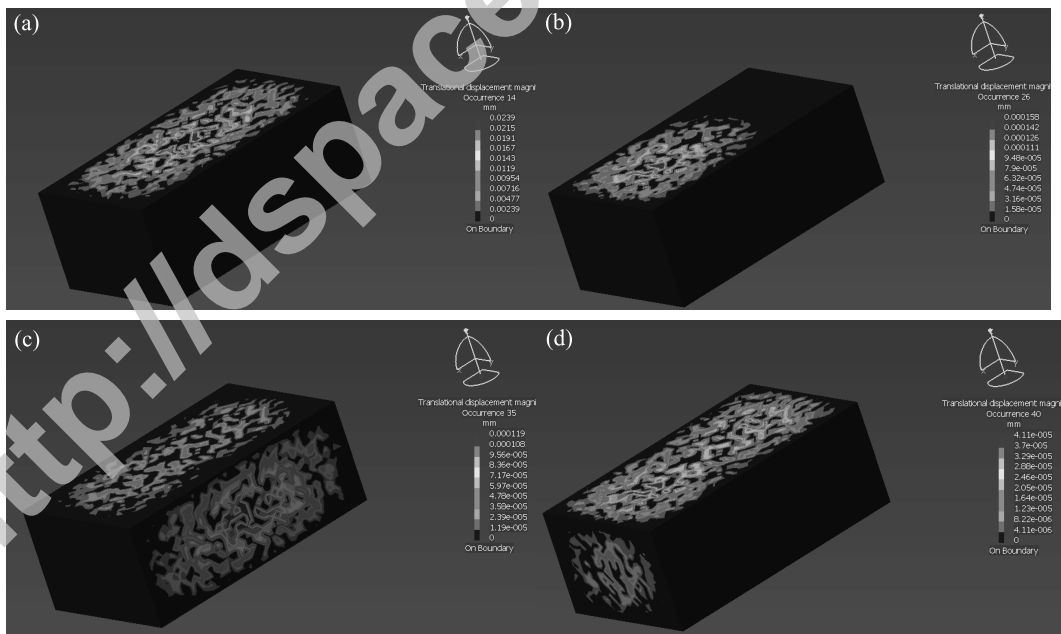 (a)
Translational displacement magni
Occurrence 14
mm
0.0239
0.0215
0.0191
0.0167
0.0143
0.0119
0.00954
0.00716
0.00477
0.00239
0
On Boundary
(b)
Translational displacement magni
Occurrence 26
mm
0.000158
0.000142
0.000126
0.000111
9.48e-005
7.9e-005
6.32e-005
4.74e-005
3.16e-005
1.58e-005
0
On Boundary
(c)
Translational displacement magni
Occurrence 35
mm
0.000119
0.000108
9.56e-005
8.36e-005
7.17e-005
5.97e-005
4.78e-005
3.58e-005
2.39e-005
1.19e-005
0
On Boundary
(d)
Translational displacement magni
Occurrence 40
mm
4.11e-005
3.7e-005
3.29e-005
2.88e-005
2.46e-005
2.05e-005
1.64e-005
1.23e-005
8.22e-006
4.11e-006
0
On Boundary
http://dspace